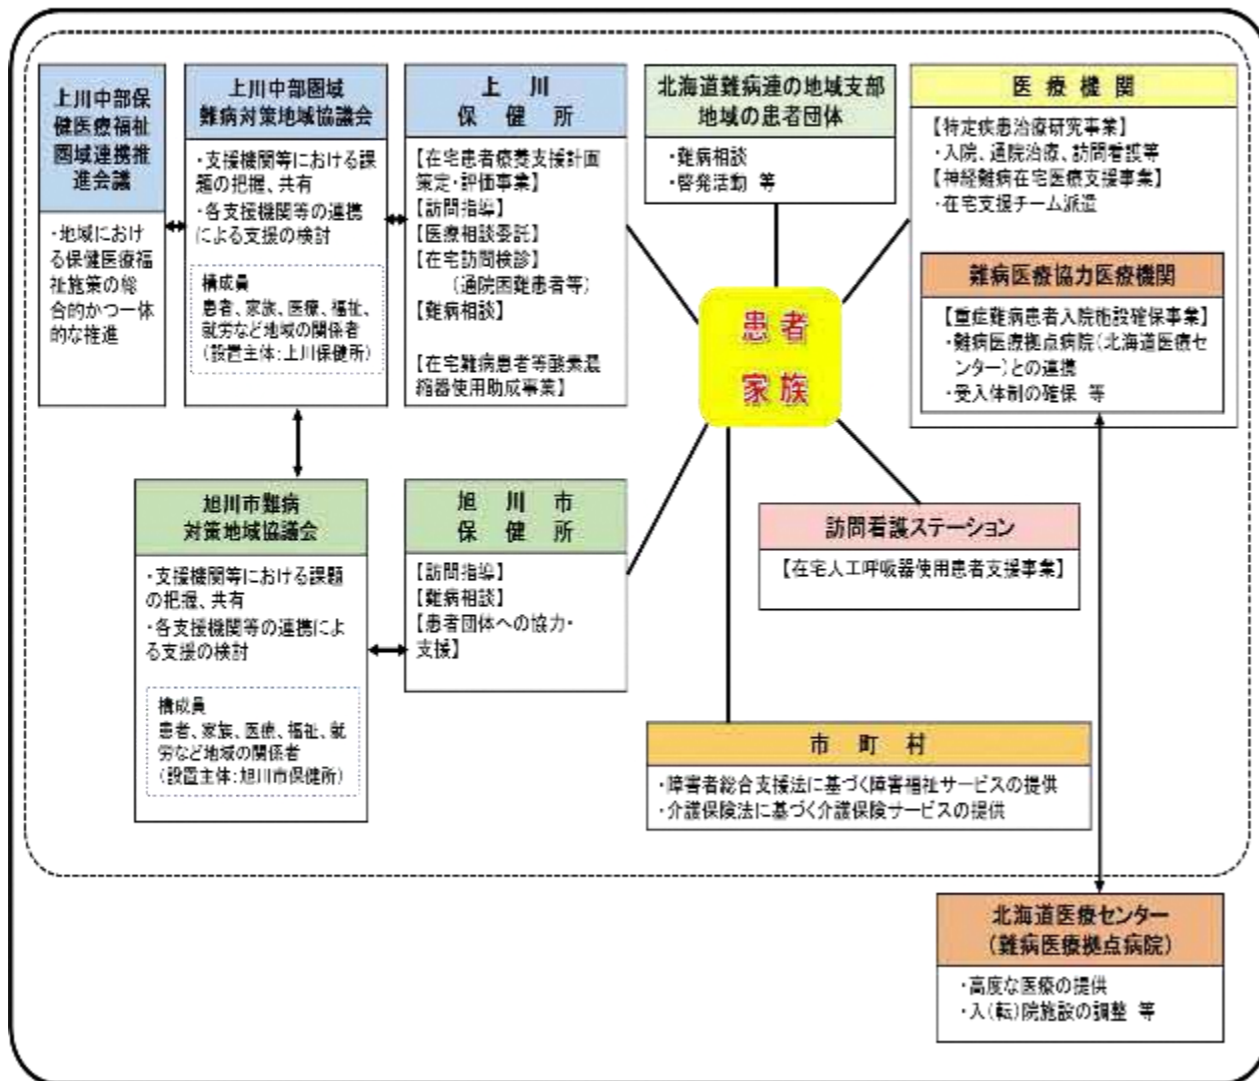 上川中部保
健医療福祉
圏域連携推
進会議
・地域におけ
る保健医療福
祉施策の総
合的かつ一体
的な推進
上川中部圏域
難病対策地域協議会
・支援機関等における課
題の把握、共有
・各支援機関等の連携
による支援の検討
構成員
患者、家族、医療、福祉、
就労など地域の関係者
(設置主体:上川保健所)
上 川
保 健 所
【在宅患者療養支援計画
策定・評価事業】
【訪問指導】
【医療相談委託】
【在宅訪問検診】
(通院困難患者等)
【難病相談】
【在宅難病患者等酸素濃
縮器使用助成事業】
北海道難病連の地域支部
地域の患者団体
・難病相談
・啓発活動 等
医 療 機 関
【特定疾患治療研究事業】
・入院、通院治療、訪問看護等
【神経難病在宅医療支援事業】
・在宅支援チーム派遣
難病医療協力医療機関
【重症難病患者入院施設確保事業】
・難病医療拠点病院(北海道医療セ
ンター)との連携
・受入体制の確保 等
患 者
家 族
旭川市難病
対策地域協議会
・支援機関等における課題
の把握、共有
・各支援機関等の連携によ
る支援の検討
構成員
患者、家族、医療、福祉、就
労など地域の関係者
(設置主体:旭川市保健所)
旭 川 市
保 健 所
【訪問指導】
【難病相談】
【患者団体への協力・
支援】
訪問看護ステーション
【在宅人工呼吸器使用患者支援事業】
市 町 村
・障害者総合支援法に基づく障害福祉サービスの提供
・介護保険法に基づく介護保険サービスの提供
北海道医療センター
(難病医療拠点病院)
・高度な医療の提供
・入(転)院施設の調整 等